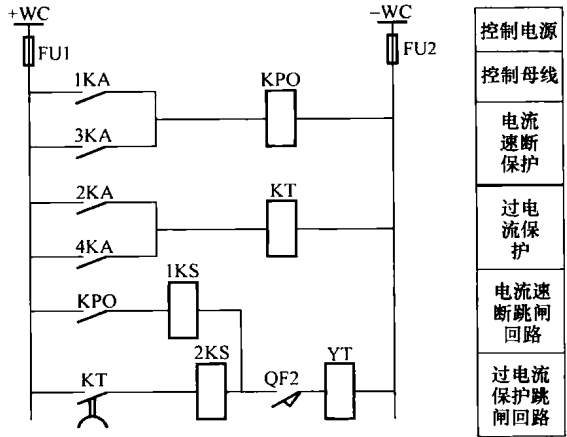 +WC
-WC
FU1
FU2
1KA
KPO
3KA
2KA
KT
4KA
1KS
KPO
2KS
KT
QF2
YT
控制电源
控制母线
电流
速断
保护
过电
流保
护
电流速
断跳闸
回路
过电流
保护跳
闸回路